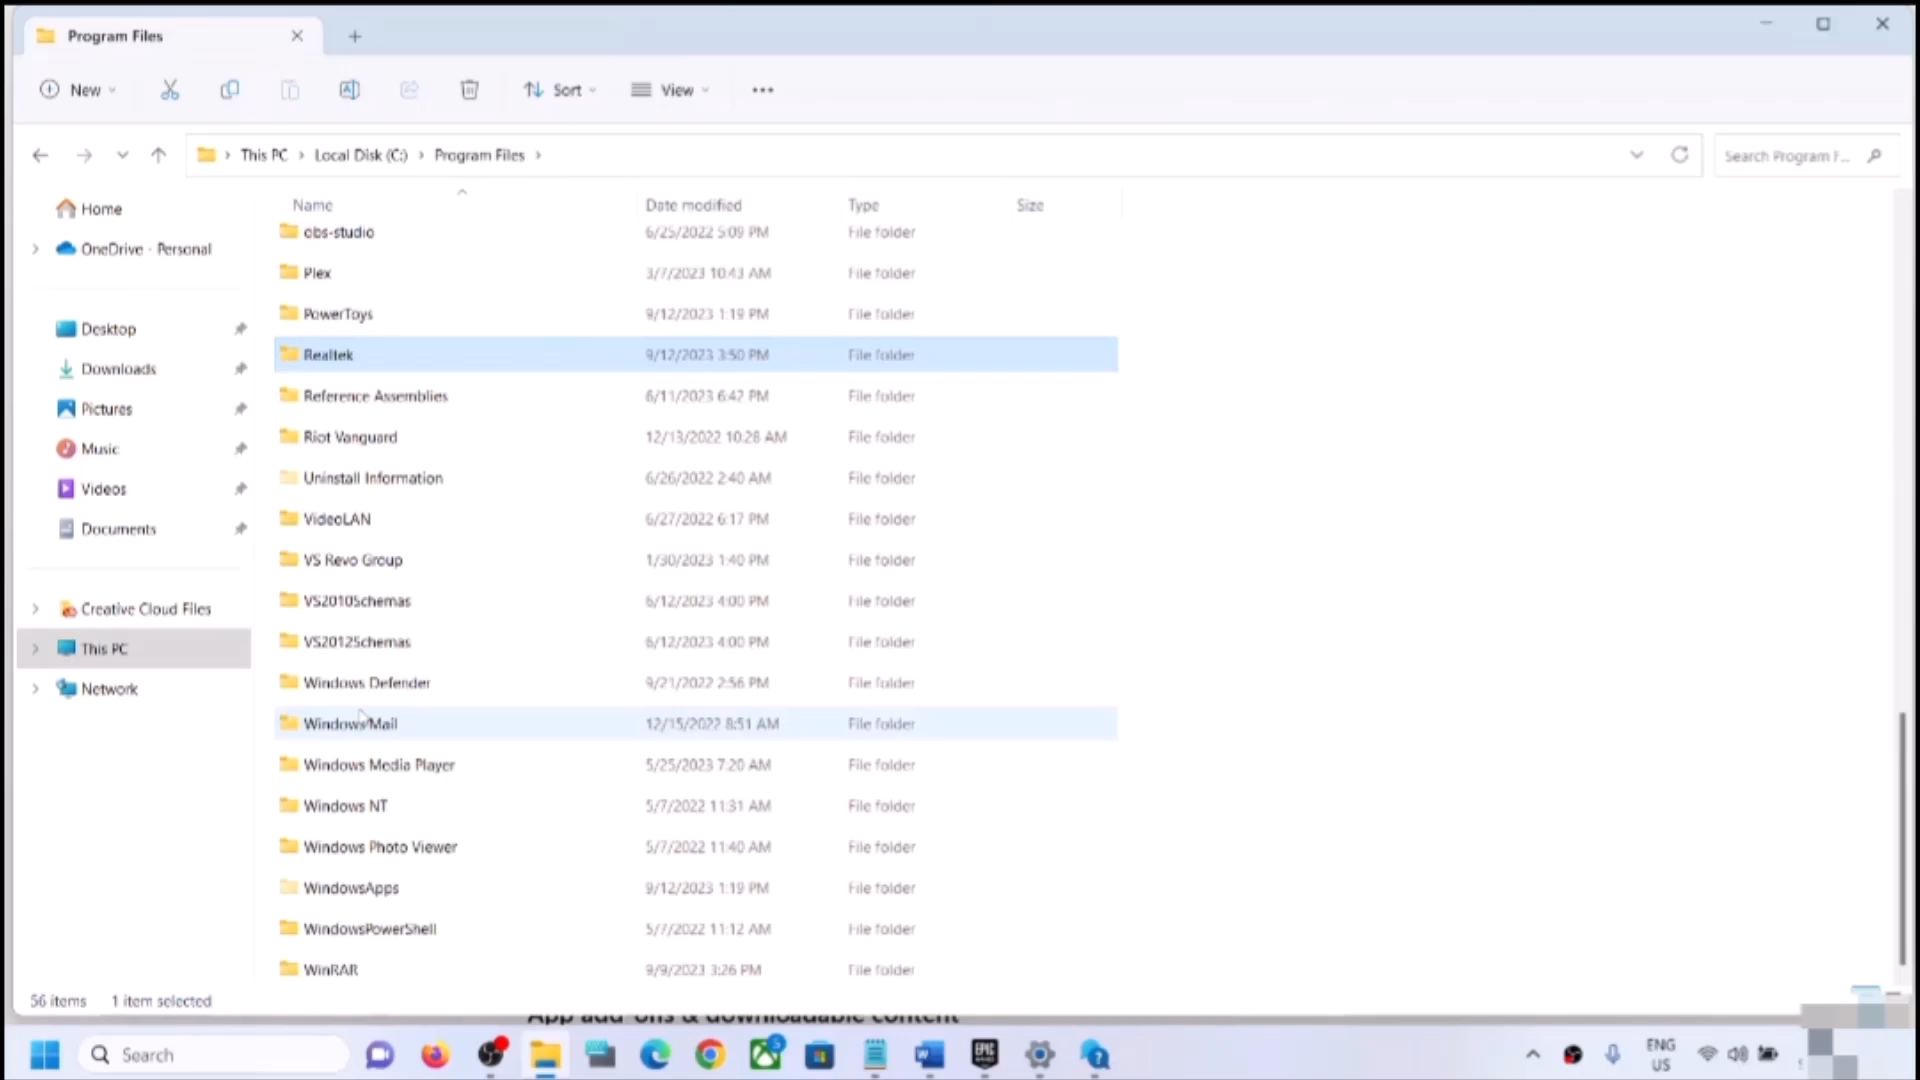 Program Files
New
Sort
View
This PC > Local Disk (C:) > Program Files >
Search Program F...
Home
OneDrive - Personal
Desktop
Downloads
Pictures
Music
Videos
Documents
Creative Cloud Files
This PC
Network
Name Date modified Type Size
obs-studio 6/25/2022 5:09 PM File folder
Plex 3/7/2023 10:43 AM File folder
PowerToys 9/12/2023 1:19 PM File folder
Realtek 9/12/2023 3:50 PM File folder
Reference Assemblies 6/11/2023 6:42 PM File folder
Riot Vanguard 12/13/2022 10:28 AM File folder
Uninstall Information 6/26/2022 2:40 AM File folder
VideoLAN 6/27/2022 6:17 PM File folder
VS Revo Group 1/30/2023 1:40 PM File folder
VS2010Schemas 6/12/2023 4:00 PM File folder
VS2012Schemas 6/12/2023 4:00 PM File folder
Windows Defender 9/21/2022 2:56 PM File folder
Windows Mail 12/15/2022 8:51 AM File folder
Windows Media Player 5/25/2023 7:20 AM File folder
Windows NT 5/7/2022 11:31 AM File folder
Windows Photo Viewer 5/7/2022 11:40 AM File folder
WindowsApps 9/12/2023 1:19 PM File folder
WindowsPowerShell 5/7/2022 11:12 AM File folder
WinRAR 9/9/2023 3:26 PM File folder
56 items 1 item selected
App add-ons & downloadable content
Search
5
EPIC
ENG
US